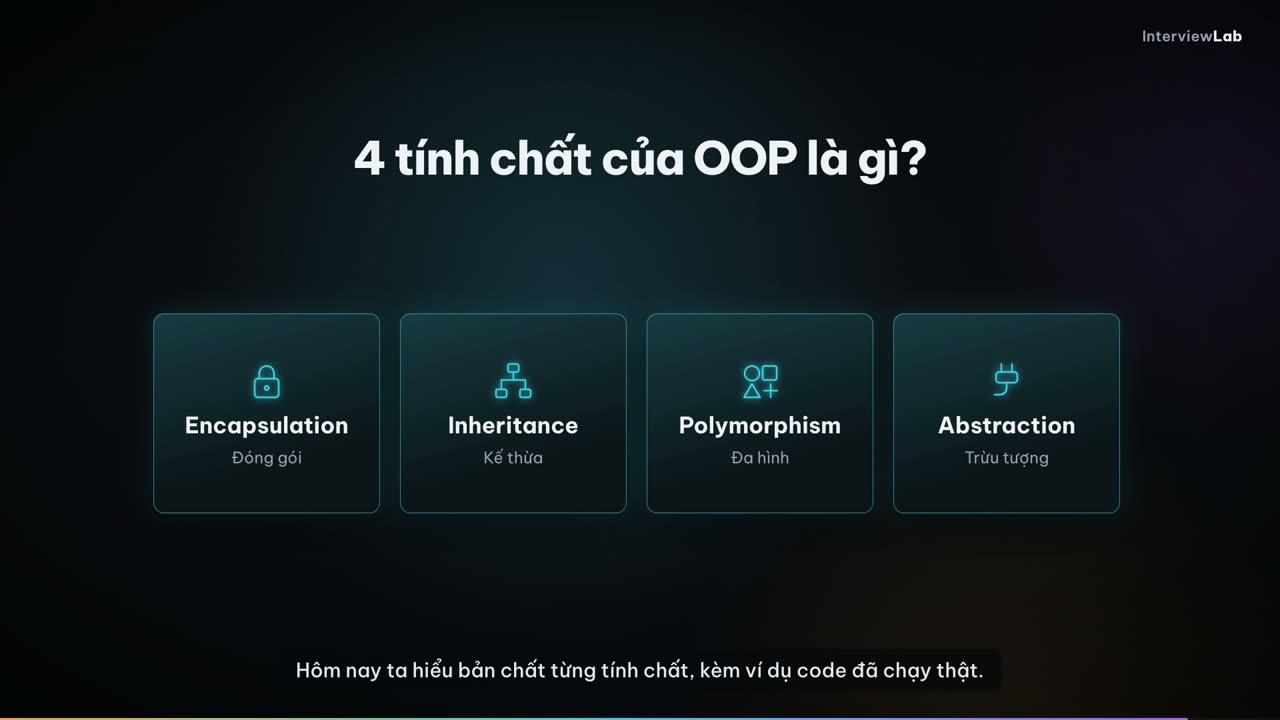 InterviewLab
4 tính chất của OOP là gì?
Encapsulation
Đóng gói
Inheritance
Kế thừa
Polymorphism
Đa hình
Abstraction
Trừu tượng
Hôm nay ta hiểu bản chất từng tính chất, kèm ví dụ code đã chạy thật.